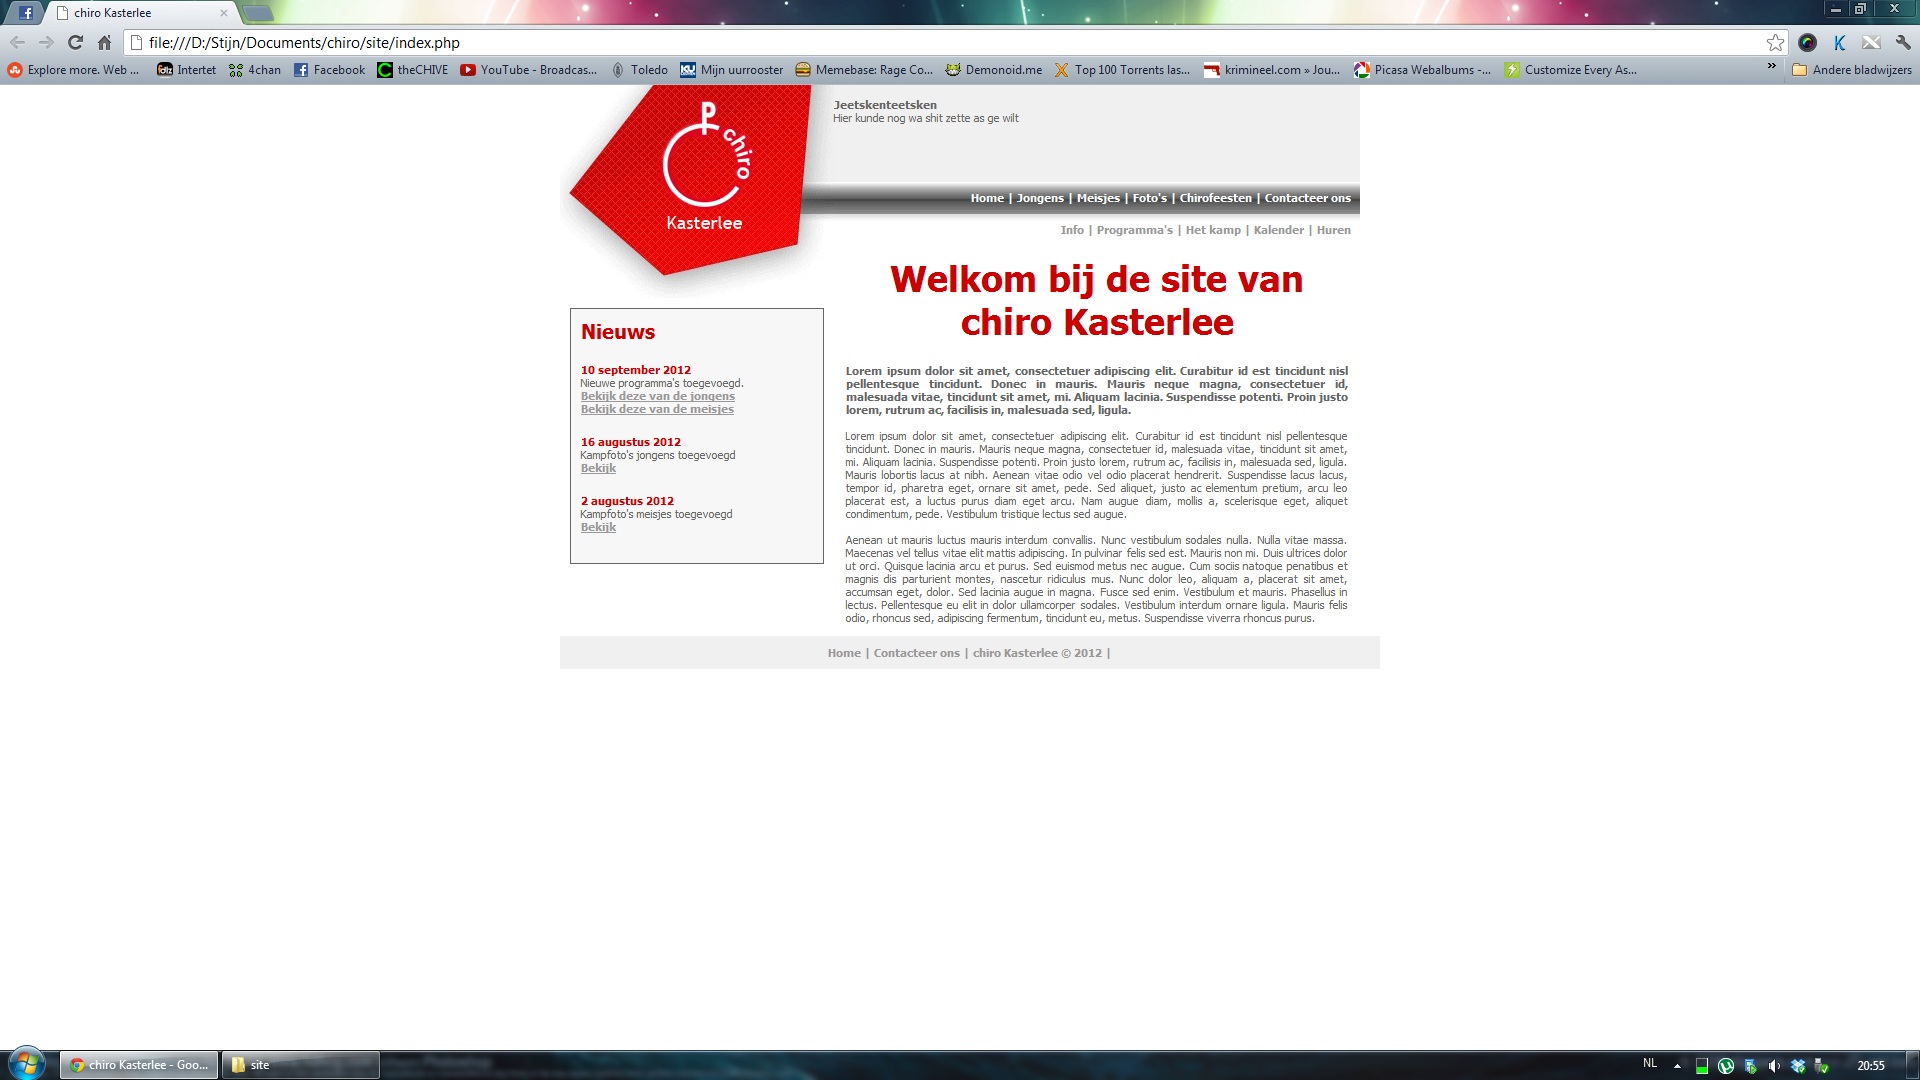 chiro Kasterlee
file:///D:/Stijn/Documents/chiro/site/index.php
Explore more. Web ... Intertet 4chan Facebook theCHIVE YouTube - Broadcas... Toledo Mijn uurrooster Memebase: Rage Co... Demonoid.me Top 100 Torrents las... krimineel.com » Jou... Picasa Webalbums -... Customize Every As... » Andere bladwijzers
chiro
Kasterlee
Jeetskenteetsken
Hier kunde nog wa shit zette as ge wilt
Home | Jongens | Meisjes | Foto's | Chirofeesten | Contacteer ons
Info | Programma's | Het kamp | Kalender | Huren
Nieuws
10 september 2012
Nieuwe programma's toegevoegd.
Bekijk deze van de jongens
Bekijk deze van de meisjes
16 augustus 2012
Kampfoto's jongens toegevoegd
Bekijk
2 augustus 2012
Kampfoto's meisjes toegevoegd
Bekijk
Welkom bij de site van
chiro Kasterlee
Lorem ipsum dolor sit amet, consectetuer adipiscing elit. Curabitur id est tincidunt nisl
pellentesque tincidunt. Donec in mauris. Mauris neque magna, consectetuer id,
malesuada vitae, tincidunt sit amet, mi. Aliquam lacinia. Suspendisse potenti. Proin justo
lorem, rutrum ac, facilisis in, malesuada sed, ligula.
Lorem ipsum dolor sit amet, consectetuer adipiscing elit. Curabitur id est tincidunt nisl pellentesque
tincidunt. Donec in mauris. Mauris neque magna, consectetuer id, malesuada vitae, tincidunt sit amet,
mi. Aliquam lacinia. Suspendisse potenti. Proin justo lorem, rutrum ac, facilisis in, malesuada sed, ligula.
Mauris lobortis lacus at nibh. Aenean vitae odio vel odio placerat hendrerit. Suspendisse lacus lacus,
tempor id, pharetra eget, ornare sit amet, pede. Sed aliquet, justo ac elementum pretium, arcu leo
placerat est, a luctus purus diam eget arcu. Nam augue diam, mollis a, scelerisque eget, aliquet
condimentum, pede. Vestibulum tristique lectus sed augue.
Aenean ut mauris luctus mauris interdum convallis. Nunc vestibulum sodales nulla. Nulla vitae massa.
Maecenas vel tellus vitae elit mattis adipiscing. In pulvinar felis sed est. Mauris non mi. Duis ultrices dolor
ut orci. Quisque lacinia arcu et purus. Sed euismod metus nec augue. Cum sociis natoque penatibus et
magnis dis parturient montes, nascetur ridiculus mus. Nunc dolor leo, aliquam a, placerat sit amet,
accumsan eget, dolor. Sed lacinia augue in magna. Fusce sed enim. Vestibulum et mauris. Phasellus in
lectus. Pellentesque eu elit in dolor ullamcorper sodales. Vestibulum interdum ornare ligula. Mauris felis
odio, rhoncus sed, adipiscing fermentum, tincidunt eu, metus. Suspendisse viverra rhoncus purus.
Home | Contacteer ons | chiro Kasterlee © 2012 |
chiro Kasterlee - Goo... site NL 20:55